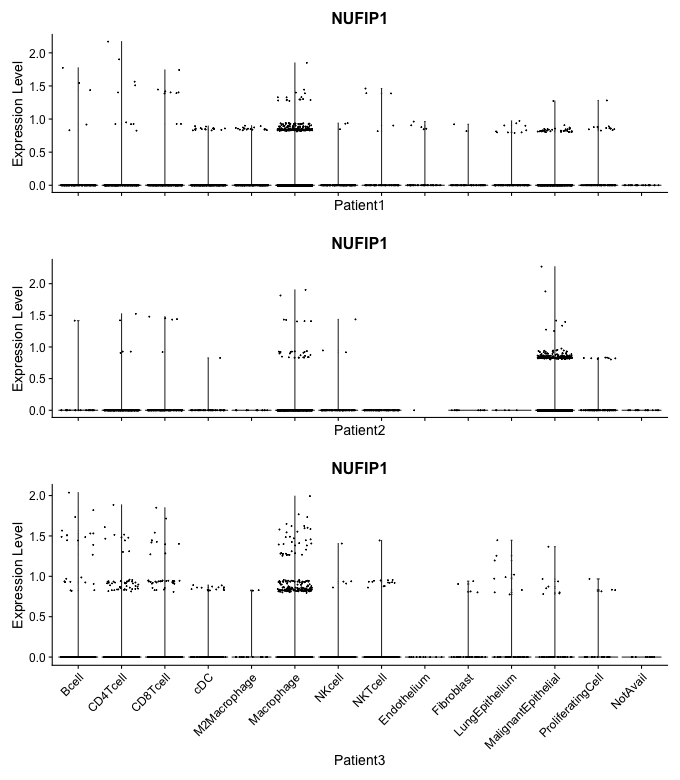 NUFIP1
Expression Level
2.0
1.5
1.0
0.5
0.0
Patient1
NUFIP1
Expression Level
2.0
1.5
1.0
0.5
0.0
Patient2
NUFIP1
Expression Level
2.0
1.5
1.0
0.5
0.0
Bcell
CD4Tcell
CD8Tcell
cDC
M2Macrophage
Macrophage
NKcell
NKTcell
Endothelium
Fibroblast
LungEpithelium
MalignantEpithelial
ProliferatingCell
NotAvail
Patient3